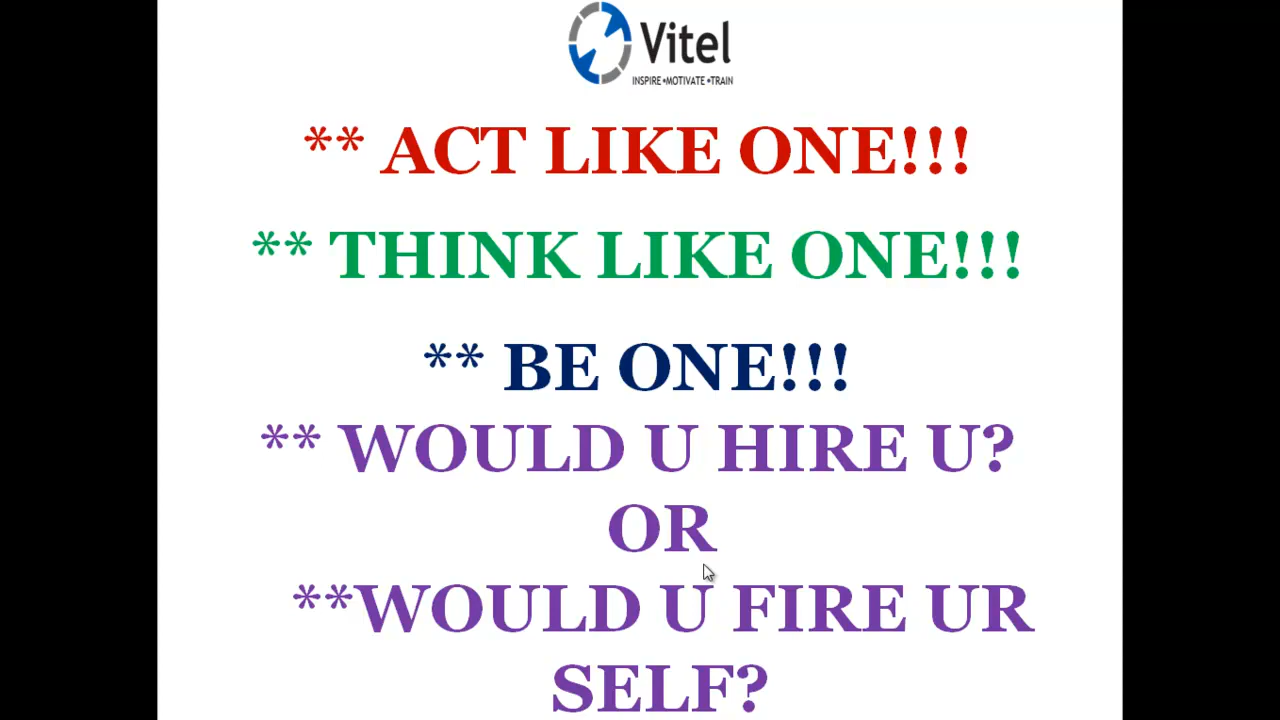 Vitel
INSPIRE •MOTIVATE •TRAIN
** ACT LIKE ONE!!!
** THINK LIKE ONE!!!
** BE ONE!!!
** WOULD U HIRE U?
OR
**WOULD U FIRE UR
SELF?